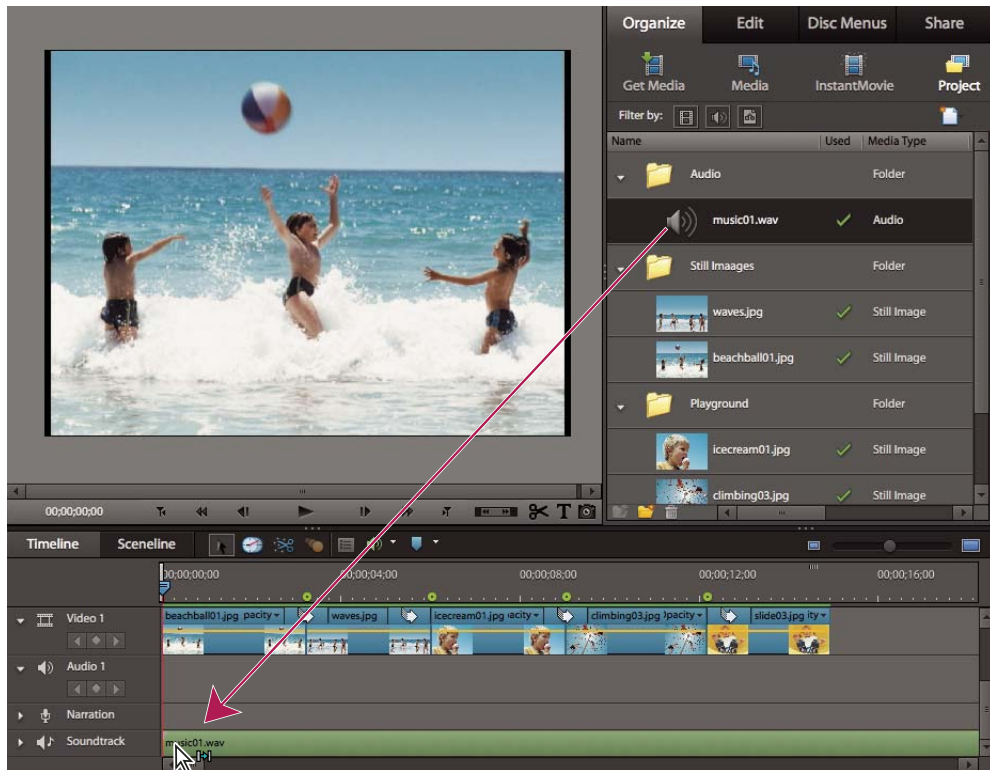 Organize Edit Disc Menus Share
Get Media Media InstantMovie Project
Filter by:
Name Used Media Type
Audio Folder
music01.wav Audio
Still Imaages Folder
waves.jpg Still Image
beachball01.jpg Still Image
Playground Folder
icecream01.jpg Still Image
climbing03.jpg Still Image
00;00;00;00
Timeline Sceneline
00;00;00;00 00;00;04;00 00;00;08;00 00;00;12;00 00;00;16;00
Video 1 beachball01.jpg pacity waves.jpg icecream01.jpg acity climbing03.jpg Opacity slide03.jpg ity
Audio 1
Narration
Soundtrack music01.wav